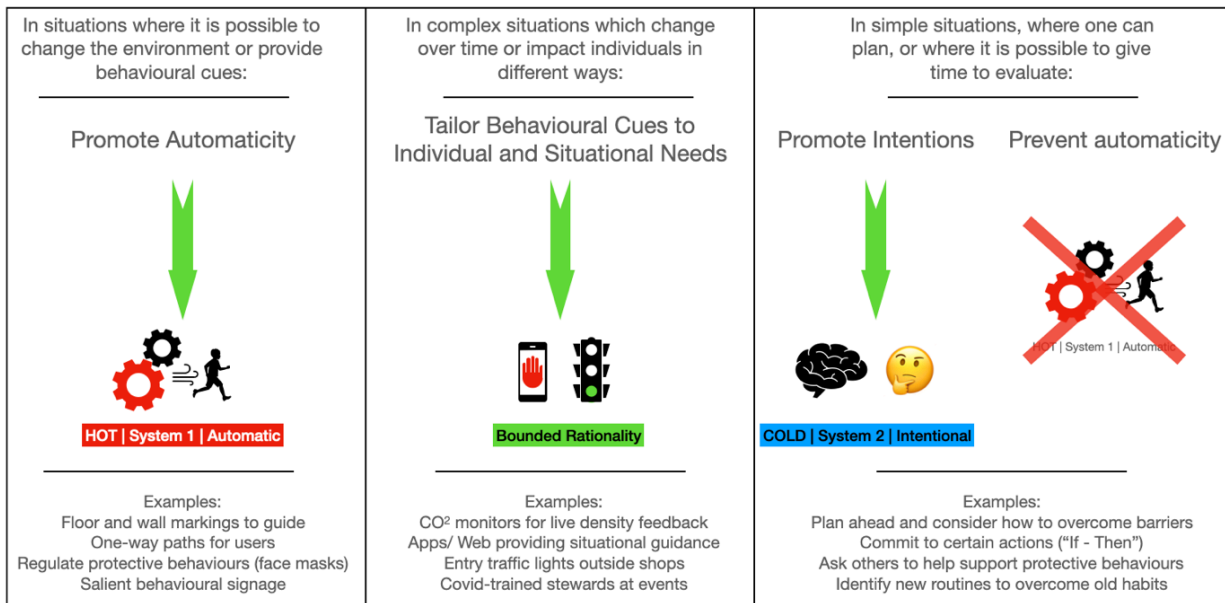 In situations where it is possible to
change the environment or provide
behavioural cues:
Promote Automaticity
HOT | System 1 | Automatic
Examples:
Floor and wall markings to guide
One-way paths for users
Regulate protective behaviours (face masks)
Salient behavioural signage
In complex situations which change
over time or impact individuals in
different ways:
Tailor Behavioural Cues to
Individual and Situational Needs
Bounded Rationality
Examples:
CO² monitors for live density feedback
Apps/ Web providing situational guidance
Entry traffic lights outside shops
Covid-trained stewards at events
In simple situations, where one can
plan, or where it is possible to give
time to evaluate:
Promote Intentions
COLD | System 2 | Intentional
Prevent automaticity
HOT | System 1 | Automatic
Examples:
Plan ahead and consider how to overcome barriers
Commit to certain actions (“If - Then”)
Ask others to help support protective behaviours
Identify new routines to overcome old habits